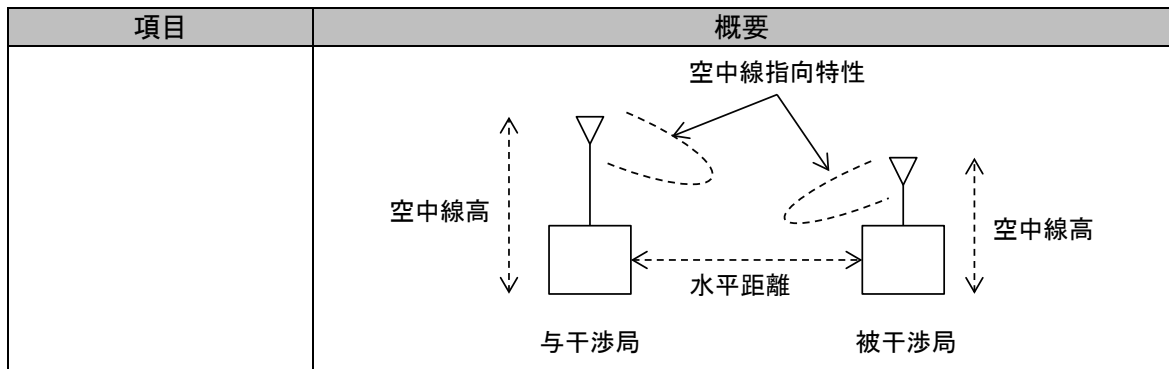 項目
概要
空中線指向特性
空中線高
空中線高
水平距離
与干渉局
被干渉局